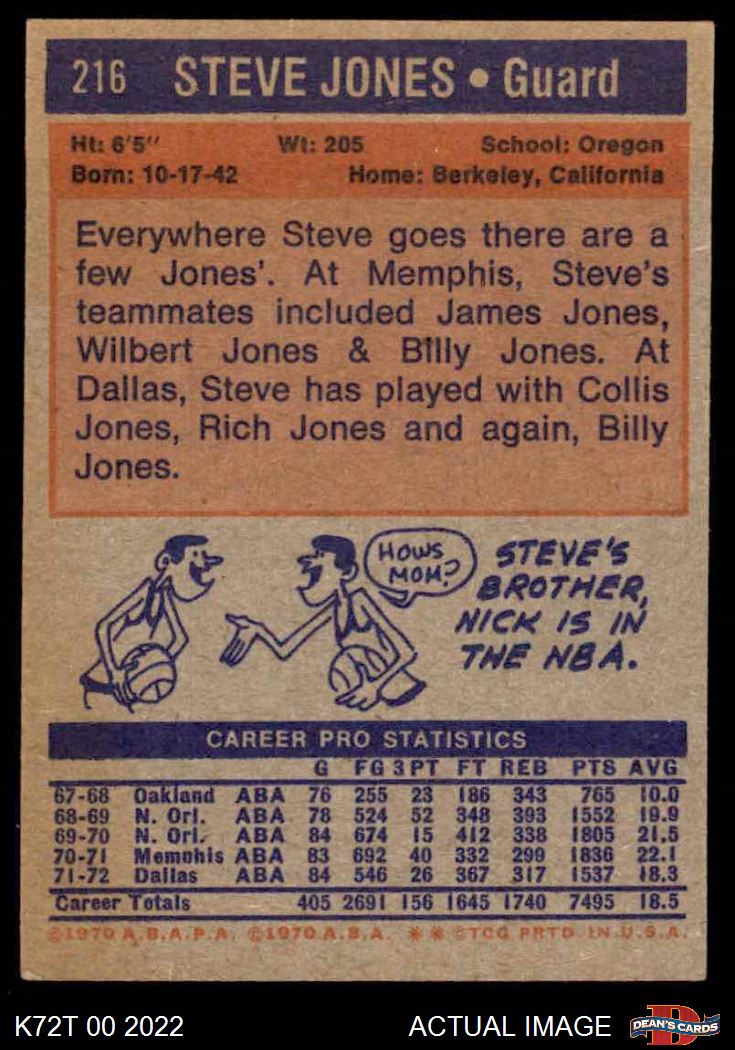 216 STEVE JONES • Guard
Ht: 6'5" Wt: 205 School: Oregon
Born: 10-17-42 Home: Berkeley, California
Everywhere Steve goes there are a
few Jones'. At Memphis, Steve's
teammates included James Jones,
Wilbert Jones & Billy Jones. At
Dallas, Steve has played with Collis
Jones, Rich Jones and again, Billy
Jones.
HOWS
MOM?
STEVE'S
BROTHER,
NICK IS IN
THE NBA.
CAREER PRO STATISTICS
G FG 3PT FT REB PTS AVG
67-68 Oakland ABA 76 255 23 186 343 765 10.0
68-69 N. Orl. ABA 78 524 52 348 393 1552 19.9
69-70 N. Orl. ABA 84 674 15 412 338 1805 21.5
70-71 Memphis ABA 83 692 40 332 299 1836 22.1
71-72 Dallas ABA 84 546 26 367 317 1537 18.3
Career Totals 405 2691 156 1645 1740 7495 18.5
©1970 A.B.A.P.A. ©1970 A.B.A. ** ©TCG PRTD IN U.S.A.
K72T 00 2022 ACTUAL IMAGE
D
DEAN'S CARDS